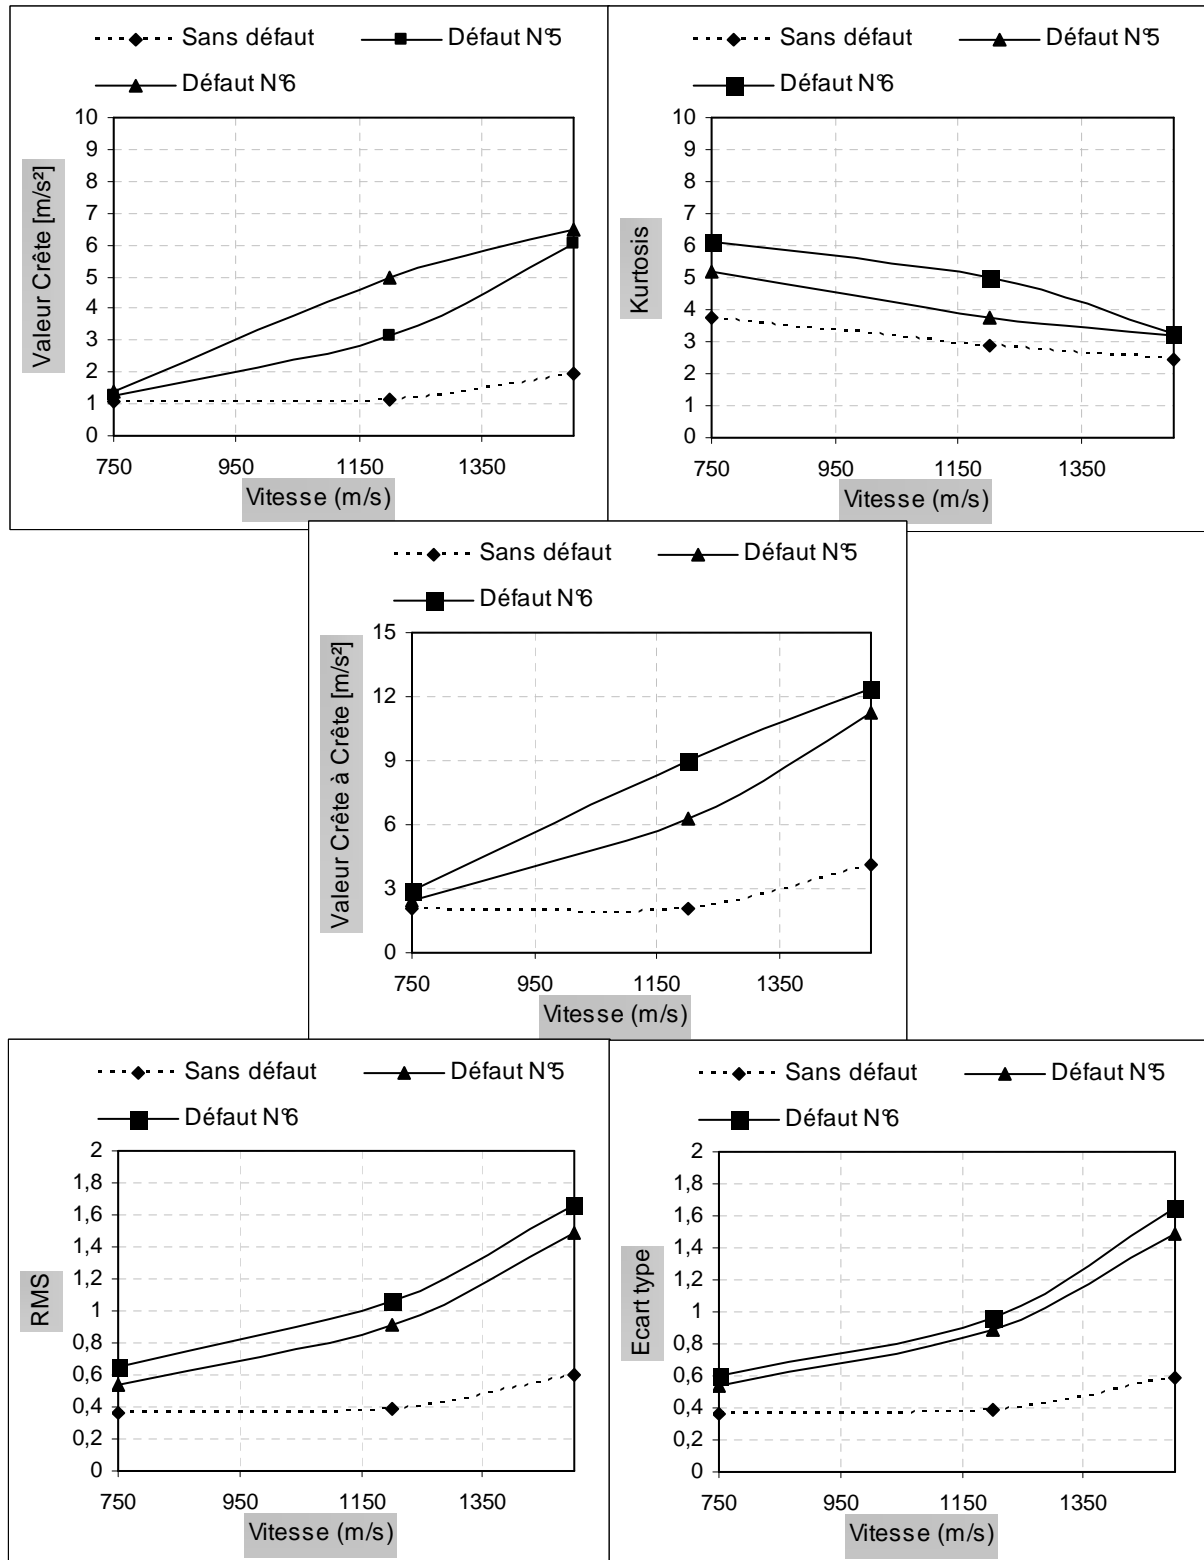 Sans défaut Défaut N°5
Défaut N°6
Valeur Crête [m/s²]
10
9
8
7
6
5
4
3
2
1
0
750 950 1150 1350
Vitesse (m/s)
Sans défaut Défaut N°5
Défaut N°6
Kurtosis
10
9
8
7
6
5
4
3
2
1
0
750 950 1150 1350
Vitesse (m/s)
Sans défaut Défaut N°5
Défaut N°6
Valeur Crête à Crête [m/s²]
15
12
9
6
3
0
750 950 1150 1350
Vitesse (m/s)
Sans défaut Défaut N°5
Défaut N°6
RMS
2
1,8
1,6
1,4
1,2
1
0,8
0,6
0,4
0,2
0
750 950 1150 1350
Vitesse (m/s)
Sans défaut Défaut N°5
Défaut N°6
Ecart type
2
1,8
1,6
1,4
1,2
1
0,8
0,6
0,4
0,2
0
750 950 1150 1350
Vitesse (m/s)